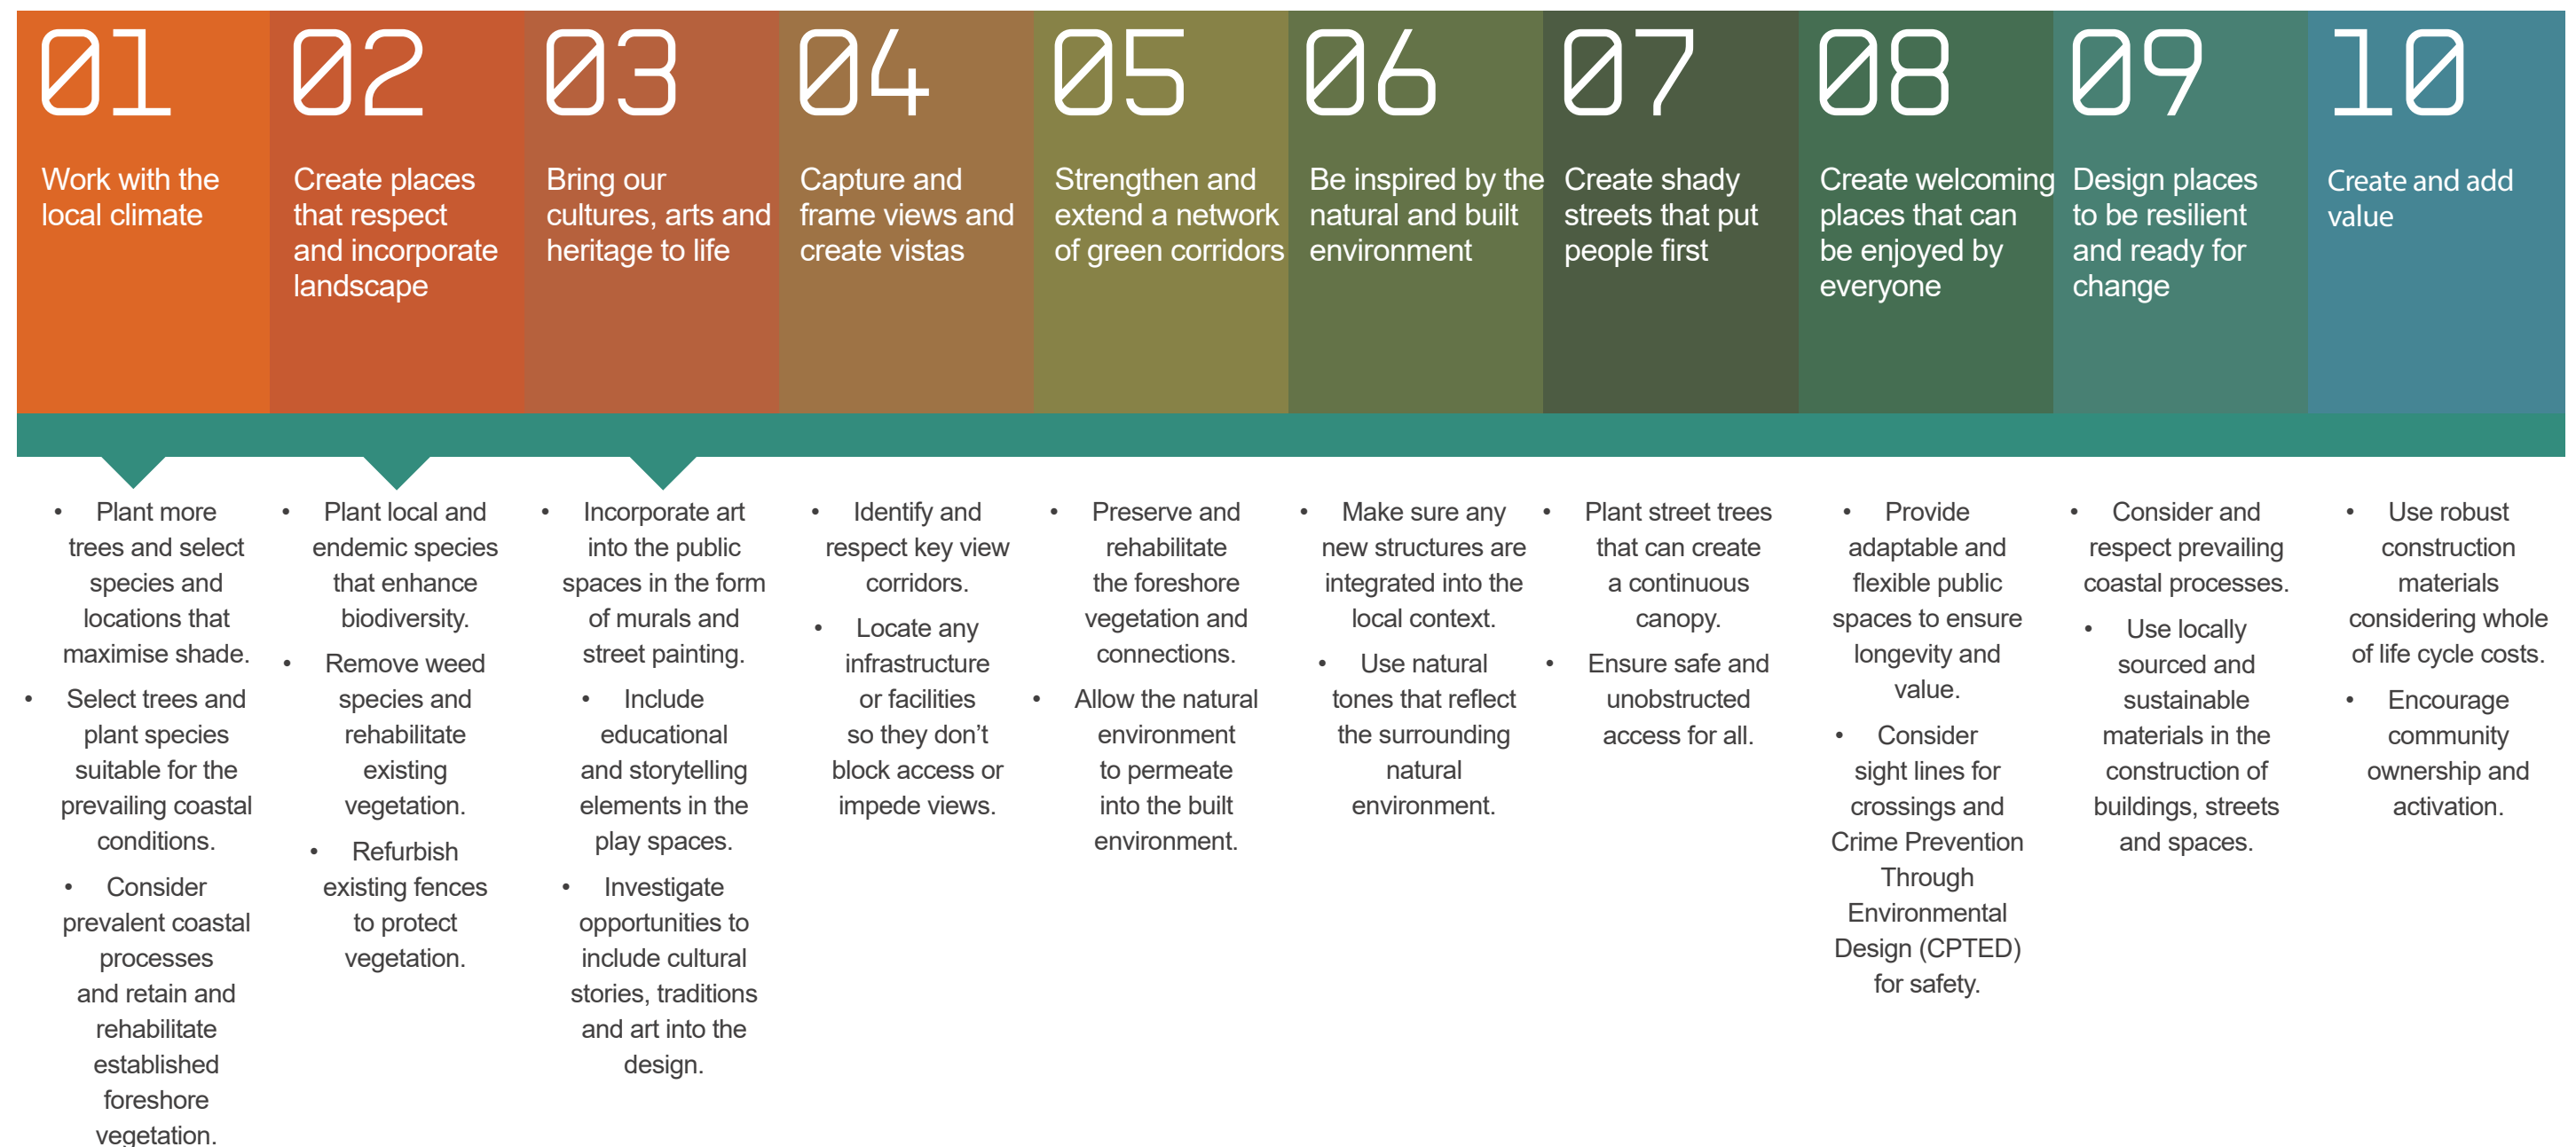 01
Work with the
local climate
02
Create places
that respect
and incorporate
landscape
03
Bring our
cultures, arts and
heritage to life
04
Capture and
frame views and
create vistas
05
Strengthen and
extend a network
of green corridors
06
Be inspired by the
natural and built
environment
07
Create shady
streets that put
people first
08
Create welcoming
places that can
be enjoyed by
everyone
09
Design places
to be resilient
and ready for
change
10
Create and add
value
• Plant more
trees and select
species and
locations that
maximise shade.
• Select trees and
plant species
suitable for the
prevailing coastal
conditions.
• Consider
prevalent coastal
processes
and retain and
rehabilitate
established
foreshore
vegetation.
• Plant local and
endemic species
that enhance
biodiversity.
• Remove weed
species and
rehabilitate
existing
vegetation.
• Refurbish
existing fences
to protect
vegetation.
• Incorporate art
into the public
spaces in the form
of murals and
street painting.
• Include
educational
and storytelling
elements in the
play spaces.
• Investigate
opportunities to
include cultural
stories, traditions
and art into the
design.
• Identify and
respect key view
corridors.
• Locate any
infrastructure
or facilities
so they don’t
block access or
impede views.
• Preserve and
rehabilitate
the foreshore
vegetation and
connections.
• Allow the natural
environment
to permeate
into the built
environment.
• Make sure any
new structures are
integrated into the
local context.
• Use natural
tones that reflect
the surrounding
natural
environment.
• Plant street trees
that can create
a continuous
canopy.
• Ensure safe and
unobstructed
access for all.
• Provide
adaptable and
flexible public
spaces to ensure
longevity and
value.
• Consider
sight lines for
crossings and
Crime Prevention
Through
Environmental
Design (CPTED)
for safety.
• Consider and
respect prevailing
coastal processes.
• Use locally
sourced and
sustainable
materials in the
construction of
buildings, streets
and spaces.
• Use robust
construction
materials
considering whole
of life cycle costs.
• Encourage
community
ownership and
activation.